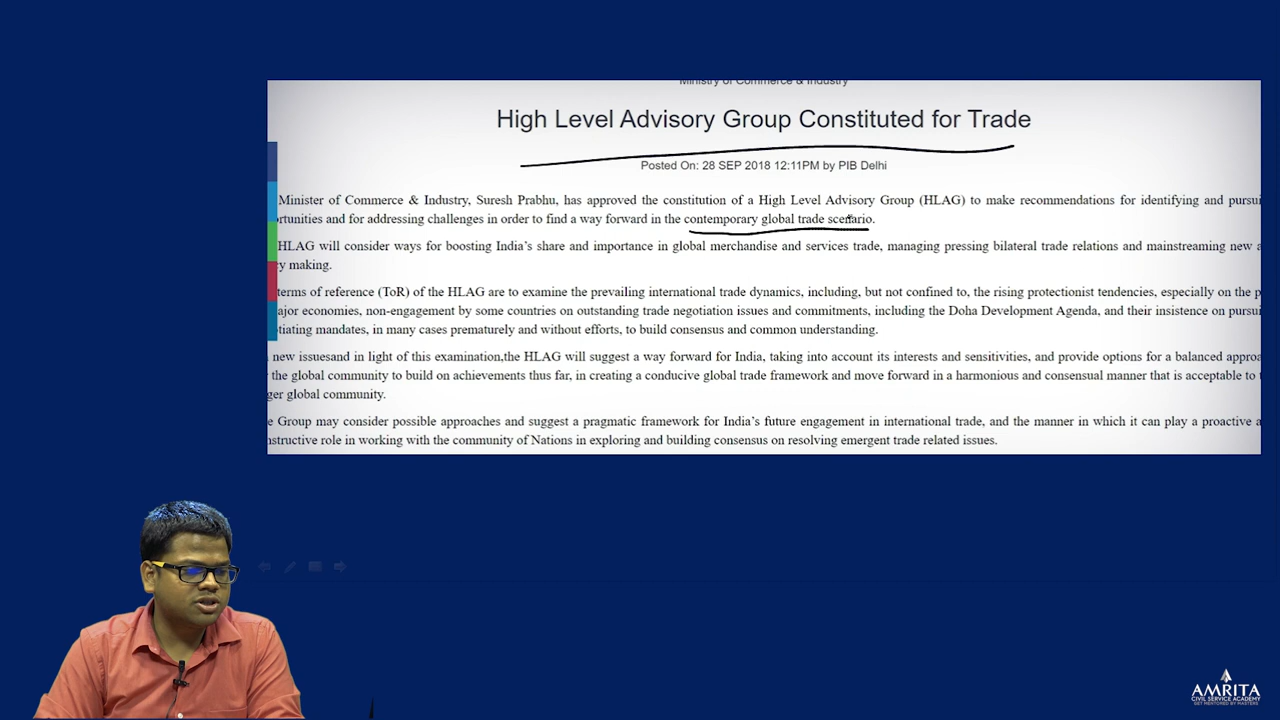 Ministry of Commerce & Industry
High Level Advisory Group Constituted for Trade
Posted On: 28 SEP 2018 12:11PM by PIB Delhi
Minister of Commerce & Industry, Suresh Prabhu, has approved the constitution of a High Level Advisory Group (HLAG) to make recommendations for identifying and pursui
rtunities and for addressing challenges in order to find a way forward in the contemporary global trade scenario.
HLAG will consider ways for boosting India's share and importance in global merchandise and services trade, managing pressing bilateral trade relations and mainstreaming new a
y making.
terms of reference (ToR) of the HLAG are to examine the prevailing international trade dynamics, including, but not confined to, the rising protectionist tendencies, especially on the p
ajor economies, non-engagement by some countries on outstanding trade negotiation issues and commitments, including the Doha Development Agenda, and their insistence on pursui
tiating mandates, in many cases prematurely and without efforts, to build consensus and common understanding.
new issuesand in light of this examination,the HLAG will suggest a way forward for India, taking into account its interests and sensitivities, and provide options for a balanced approa
the global community to build on achievements thus far, in creating a conducive global trade framework and move forward in a harmonious and consensual manner that is acceptable to t
ger global community.
e Group may consider possible approaches and suggest a pragmatic framework for India's future engagement in international trade, and the manner in which it can play a proactive a
nstructive role in working with the community of Nations in exploring and building consensus on resolving emergent trade related issues.
AMRITA
CIVIL SERVICE ACADEMY
GET MENTORED BY MASTERS